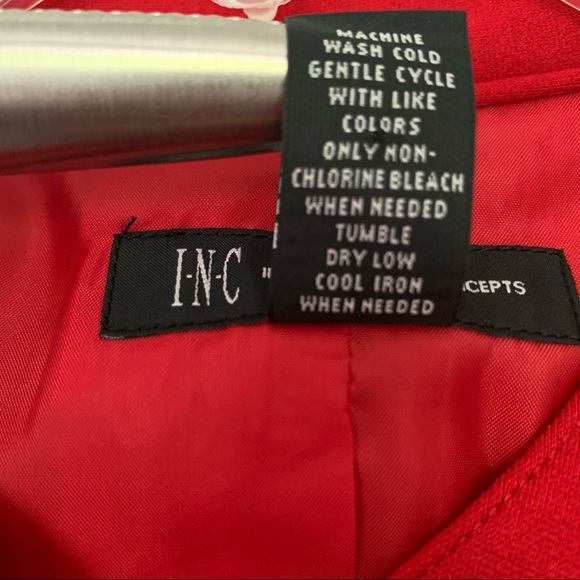 MACHINE
WASH COLD
GENTLE CYCLE
WITH LIKE
COLORS
ONLY NON-
CHLORINE BLEACH
WHEN NEEDED
TUMBLE
DRY LOW
COOL IRON
WHEN NEEDED
I·N·C CEPTS